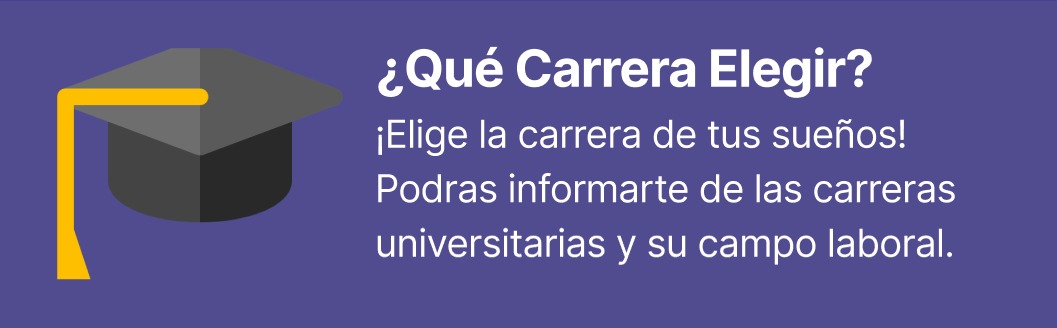 ¿Qué Carrera Elegir?
¡Elige la carrera de tus sueños!
Podras informarte de las carreras
universitarias y su campo laboral.